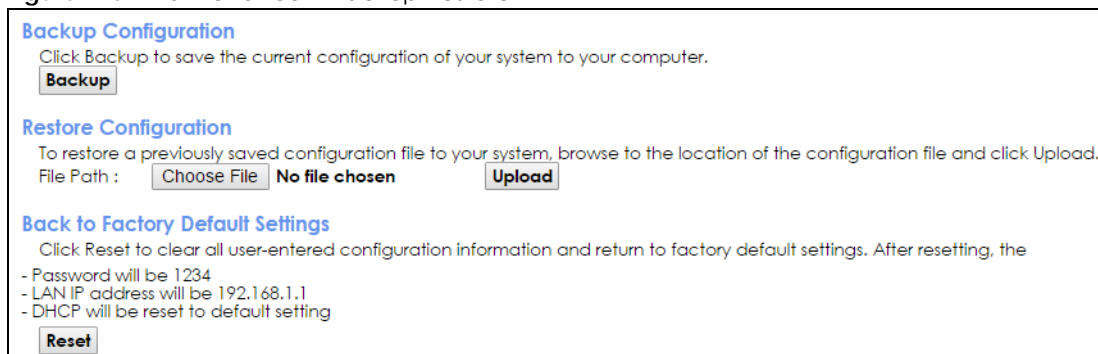 Backup Configuration
Click Backup to save the current configuration of your system to your computer.
Backup
Restore Configuration
To restore a previously saved configuration file to your system, browse to the location of the configuration file and click Upload.
File Path : Choose File No file chosen Upload
Back to Factory Default Settings
Click Reset to clear all user-entered configuration information and return to factory default settings. After resetting, the
- Password will be 1234
- LAN IP address will be 192.168.1.1
- DHCP will be reset to default setting
Reset